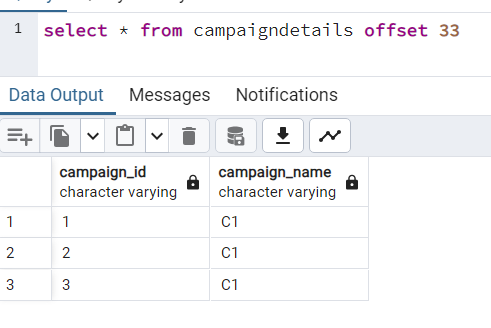 1 select * from campaigndetails offset 33
Data Output Messages Notifications
campaign_id campaign_name
character varying character varying
1 1 C1
2 2 C1
3 3 C1